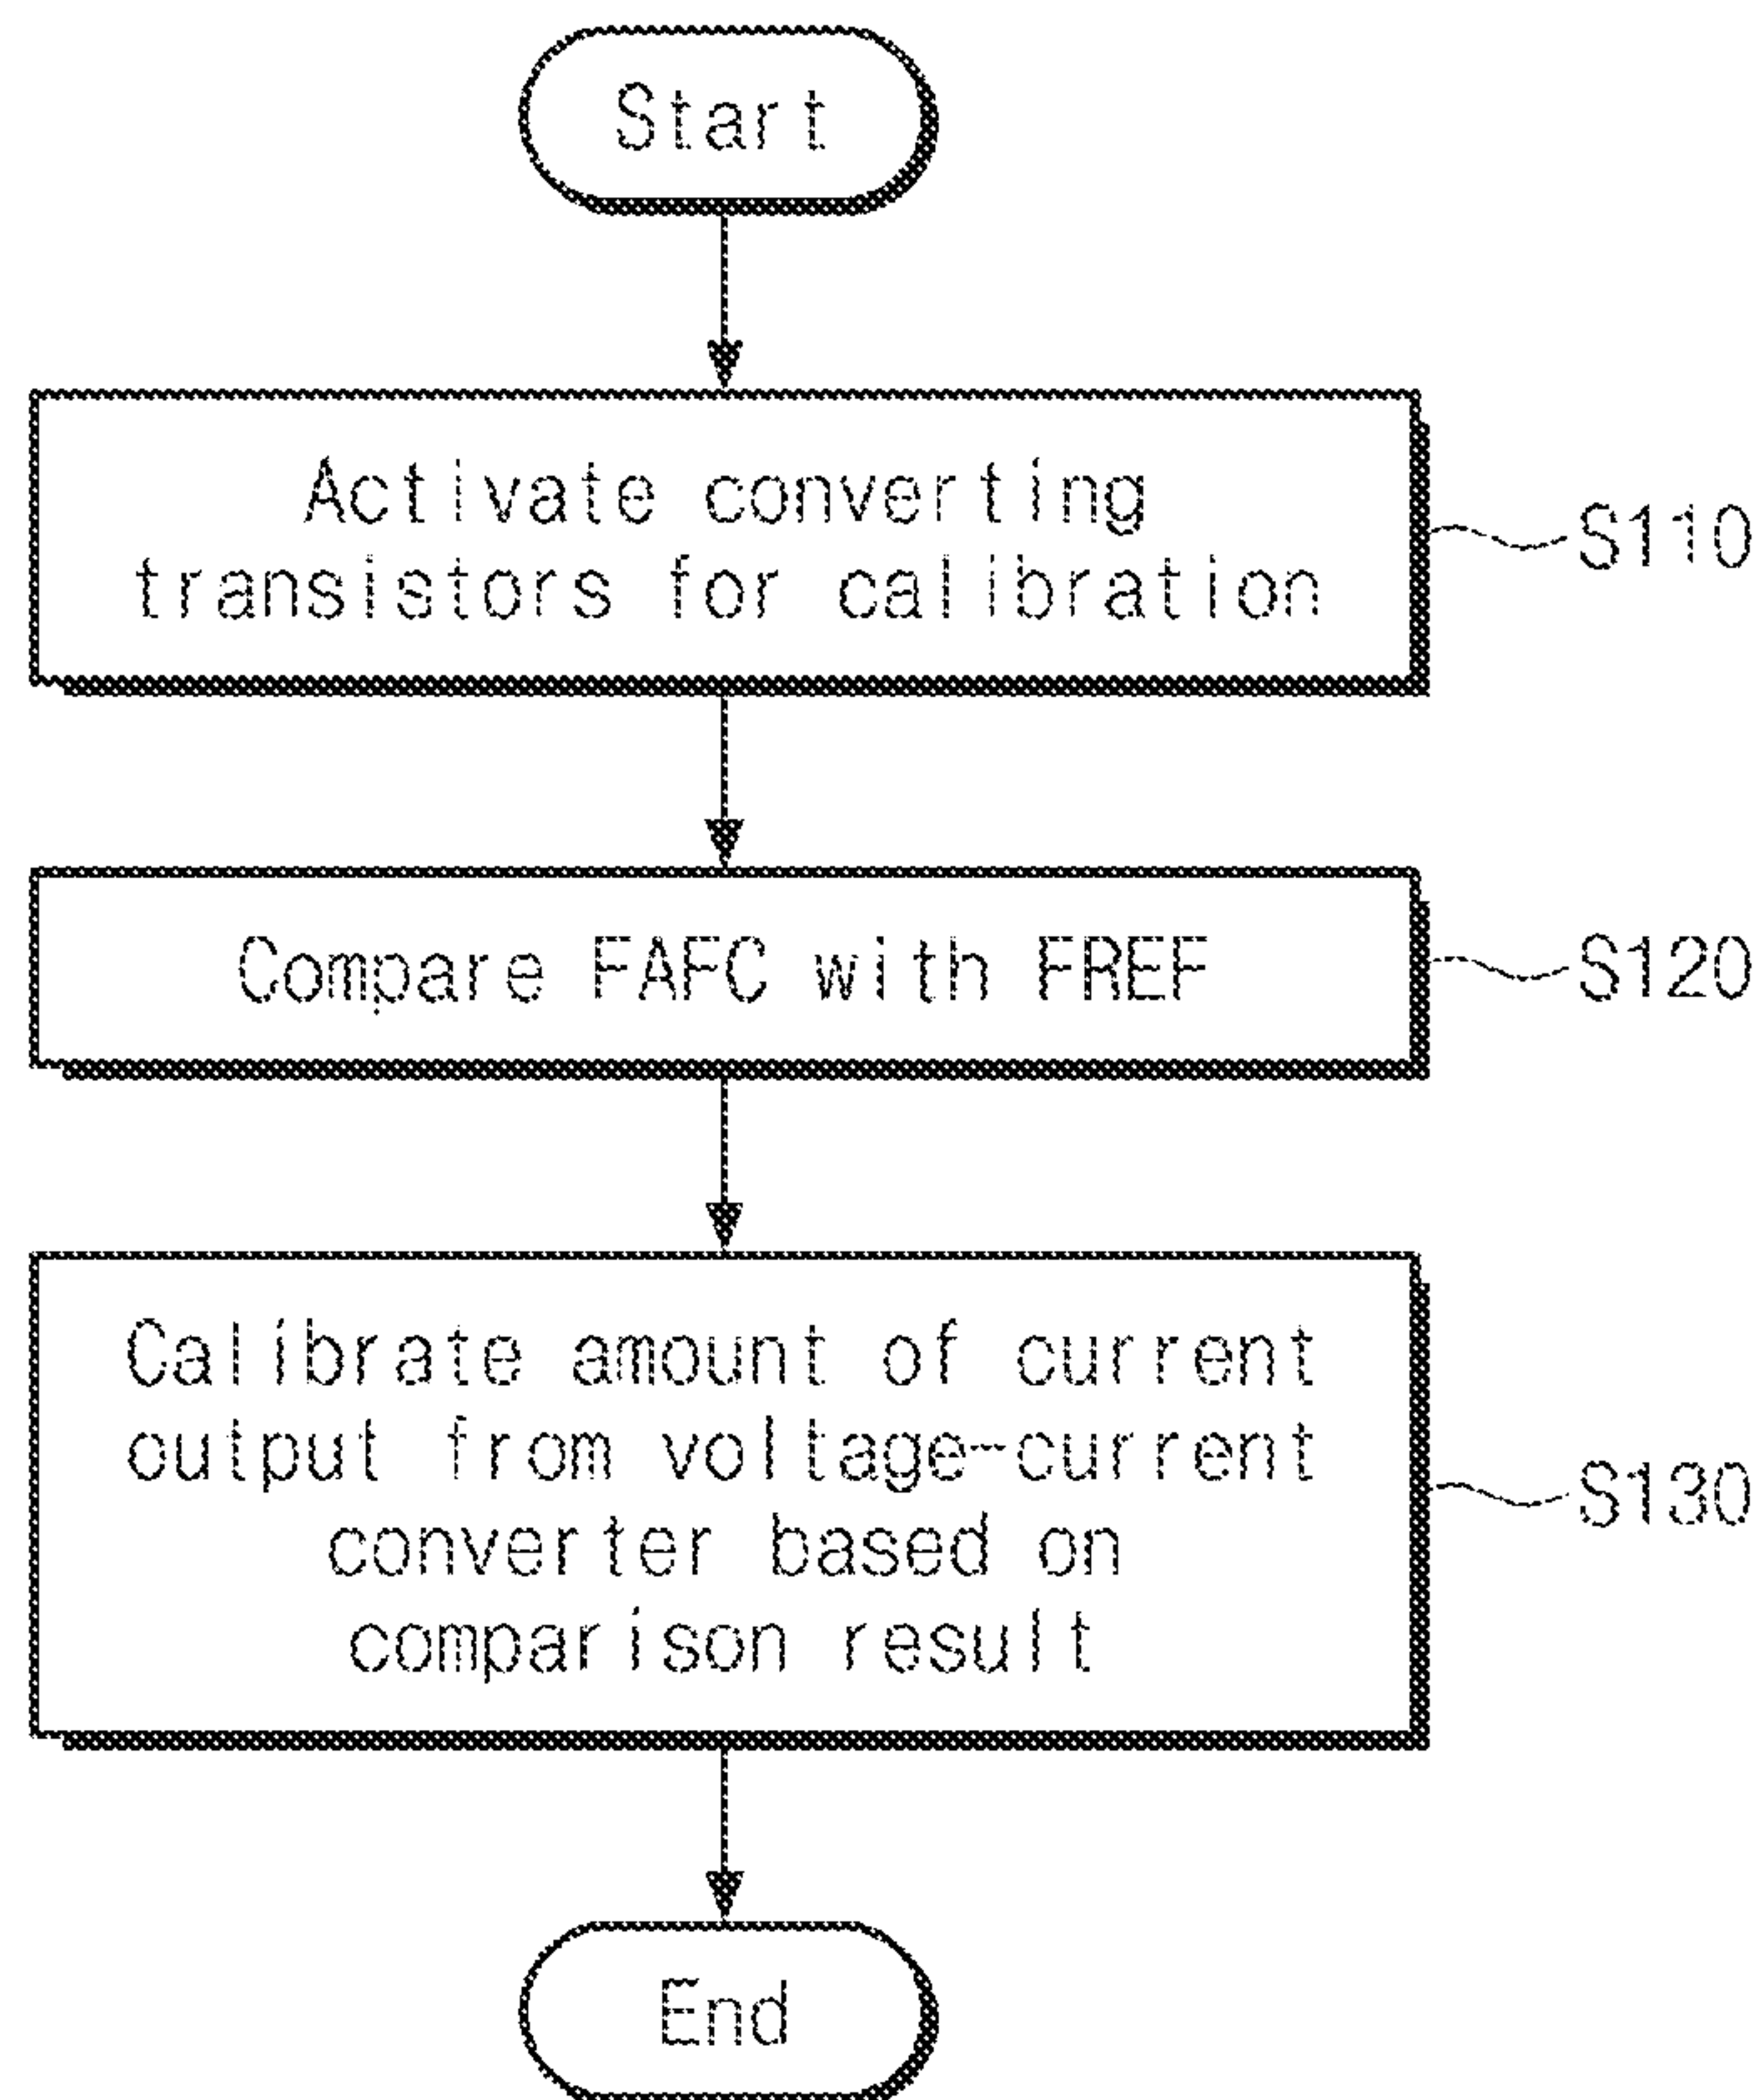 Start
Activate converting
transistors for calibration
S110
Compare FAFC with FREF
S120
Calibrate amount of current
output from voltage-current
converter based on
comparison result
S130
End